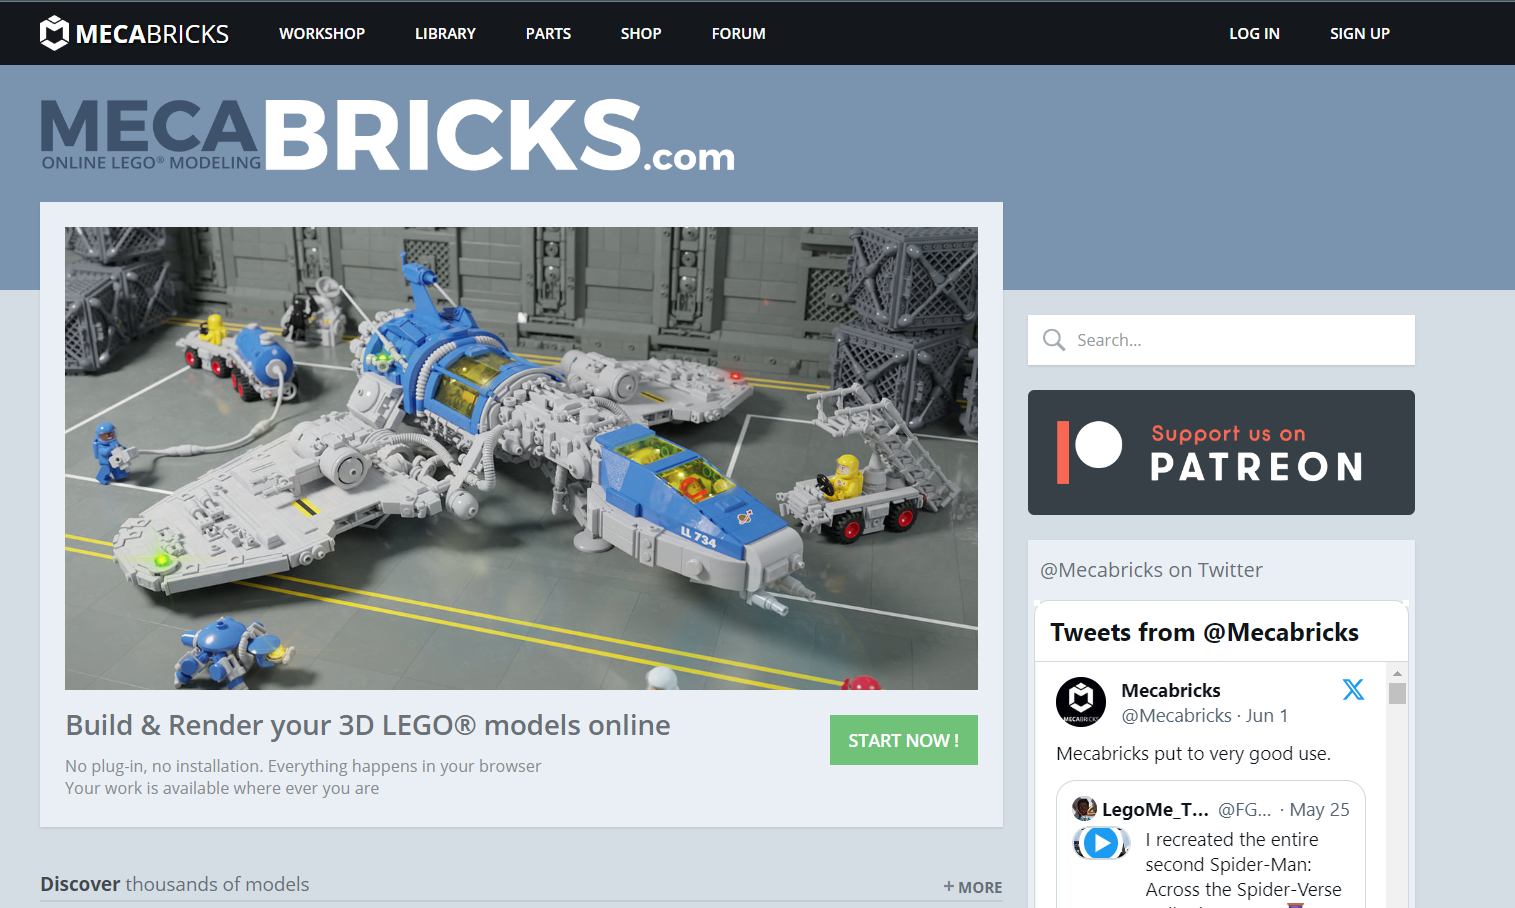 MECABRICKS
WORKSHOP
LIBRARY
PARTS
SHOP
FORUM
LOG IN
SIGN UP
MECABRICKS.com
ONLINE LEGO® MODELING
LL 734
Build & Render your 3D LEGO® models online
No plug-in, no installation. Everything happens in your browser
Your work is available where ever you are
START NOW !
Discover thousands of models
+ MORE
Search...
Support us on
PATREON
@Mecabricks on Twitter
Tweets from @Mecabricks
MECABRICKS
Mecabricks
@Mecabricks · Jun 1
Mecabricks put to very good use.
LegoMe_T... @FG... · May 25
I recreated the entire
second Spider-Man:
Across the Spider-Verse